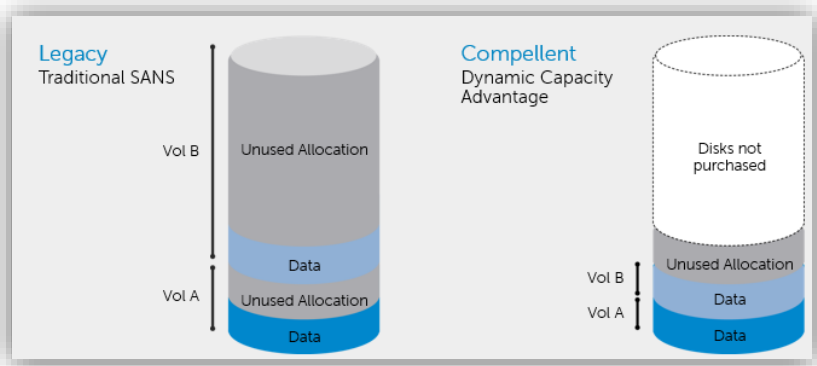 Legacy
Traditional SANS
Vol B
Unused Allocation
Data
Vol A
Unused Allocation
Data
Compellent
Dynamic Capacity
Advantage
Disks not
purchased
Unused Allocation
Vol B
Data
Vol A
Data